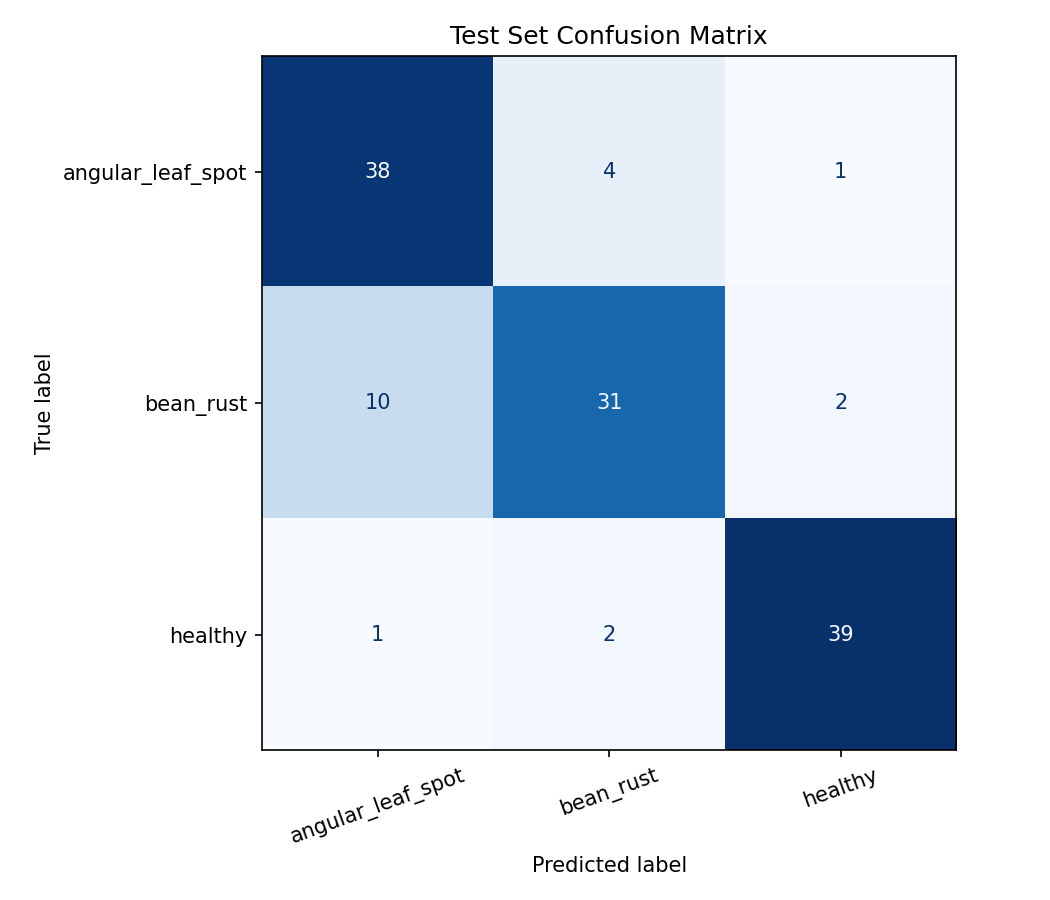 Test Set Confusion Matrix
angular_leaf_spot
38
4
1
bean_rust
10
31
2
healthy
1
2
39
True label
angular_leaf_spot
bean_rust
healthy
Predicted label